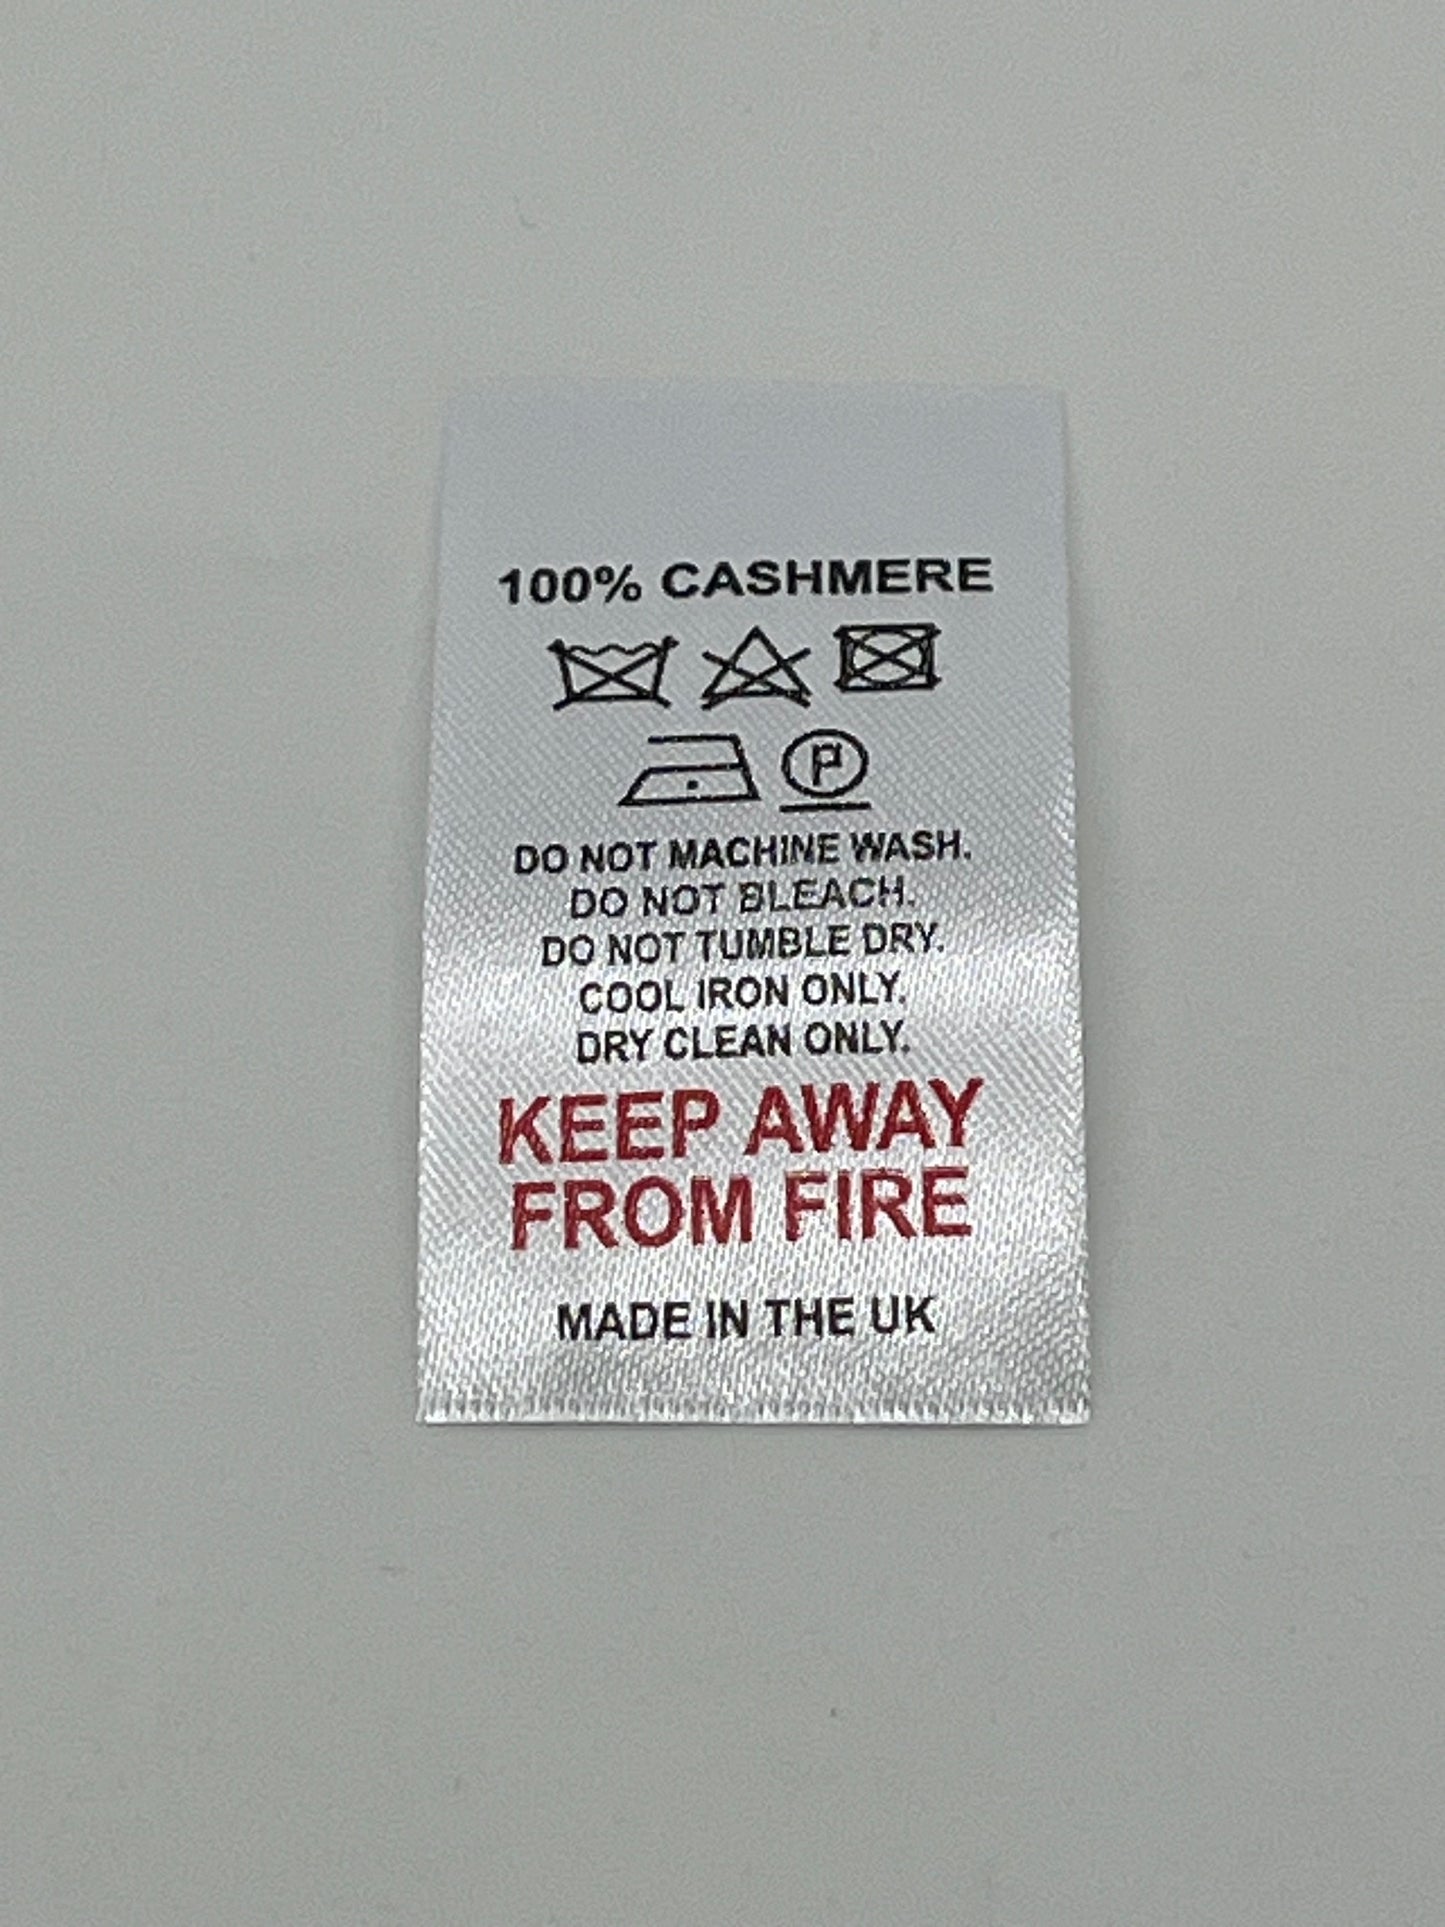 100% CASHMERE
P
DO NOT MACHINE WASH.
DO NOT BLEACH.
DO NOT TUMBLE DRY.
COOL IRON ONLY.
DRY CLEAN ONLY.
KEEP AWAY
FROM FIRE
MADE IN THE UK